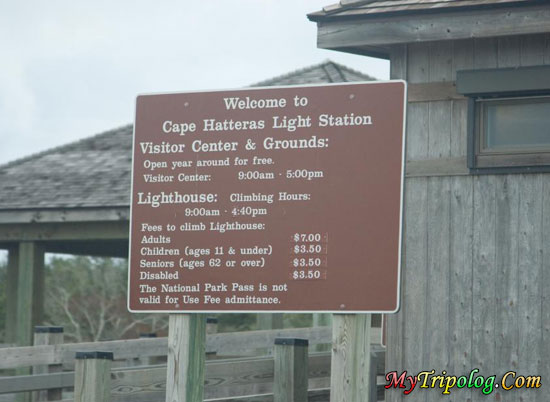 Welcome to
Cape Hatteras Light Station
Visitor Center & Grounds:
Open year around for free.
Visitor Center: 9:00am - 5:00pm
Lighthouse: Climbing Hours:
9:00am - 4:40pm
Fees to climb Lighthouse:
Adults $7.00
Children (ages 11 & under) $3.50
Seniors (ages 62 or over) $3.50
Disabled $3.50
The National Park Pass is not
valid for Use Fee admittance.
MyTripolog.Com